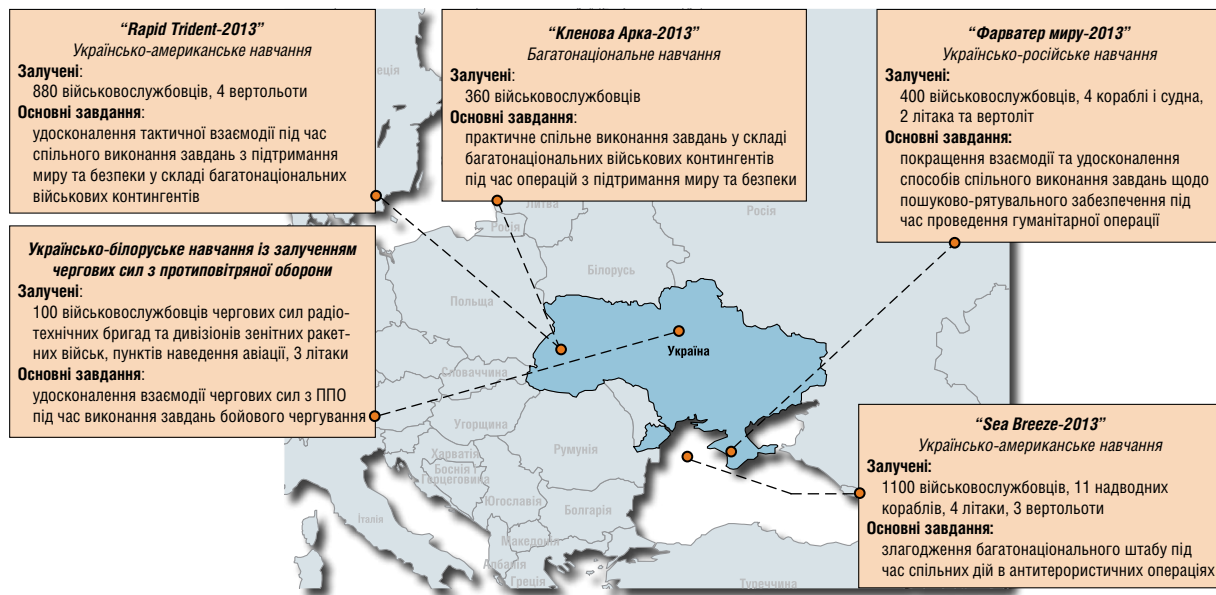 “Rapid Trident-2013”
Українсько-американське навчання
Залучені:
880 військовослужбовців, 4 вертольоти
Основні завдання:
удосконалення тактичної взаємодії під час
спільного виконання завдань з підтримання
миру та безпеки у складі багатонаціональних
військових контингентів
“Кленова Арка-2013”
Багатонаціональне навчання
Залучені:
360 військовослужбовців
Основні завдання:
практичне спільне виконання завдань у складі
багатонаціональних військових контингентів
під час операцій з підтримання миру та безпеки
“Фарватер миру-2013”
Українсько-російське навчання
Залучені:
400 військовослужбовців, 4 кораблі і судна,
2 літака та вертоліт
Основні завдання:
покращення взаємодії та удосконалення
способів спільного виконання завдань щодо
пошуково-рятувального забезпечення під
час проведення гуманітарної операції
Українсько-білоруське навчання із залученням
чергових сил з протиповітряної оборони
Залучені:
100 військовослужбовців чергових сил радіо-
технічних бригад та дивізіонів зенітних ракет-
них військ, пунктів наведення авіації, 3 літаки
Основні завдання:
удосконалення взаємодії чергових сил з ППО
під час виконання завдань бойового чергування
“Sea Breeze-2013”
Українсько-американське навчання
Залучені:
1100 військовослужбовців, 11 надводних
кораблів, 4 літаки, 3 вертольоти
Основні завдання:
злагодження багатонаціонального штабу під
час спільних дій в антитерористичних операціях
еція
Литва
Росія
Росія
Білорусь
Польща
Україна
Словаччина
Угорщина
Румунія
Харватія
Боснія і
Герцеговина
Югославія
Болгарія
Італія
Македонія
Албанія
Греція
Туреччина